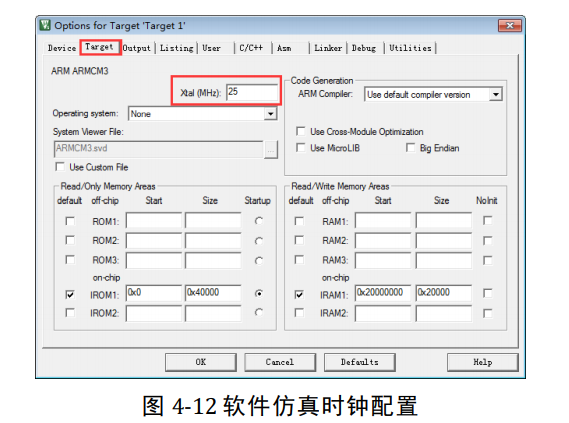 Options for Target 'Target 1'
Device Target Output Listing User C/C++ Asm Linker Debug Utilities
ARM ARMCM3
Xtal (MHz): 25
Operating system: None
System Viewer File:
ARMCM3.svd ...
Use Custom File
Code Generation
ARM Compiler: Use default compiler version
Use Cross-Module Optimization
Use MicroLIB Big Endian
Read/Only Memory Areas
default off-chip Start Size Startup
ROM1:
ROM2:
ROM3:
on-chip
IROM1: 0x0 0x40000
IROM2:
Read/Write Memory Areas
default off-chip Start Size NoInit
RAM1:
RAM2:
RAM3:
on-chip
IRAM1: 0x20000000 0x20000
IRAM2:
OK Cancel Defaults Help
图 4-12 软件仿真时钟配置